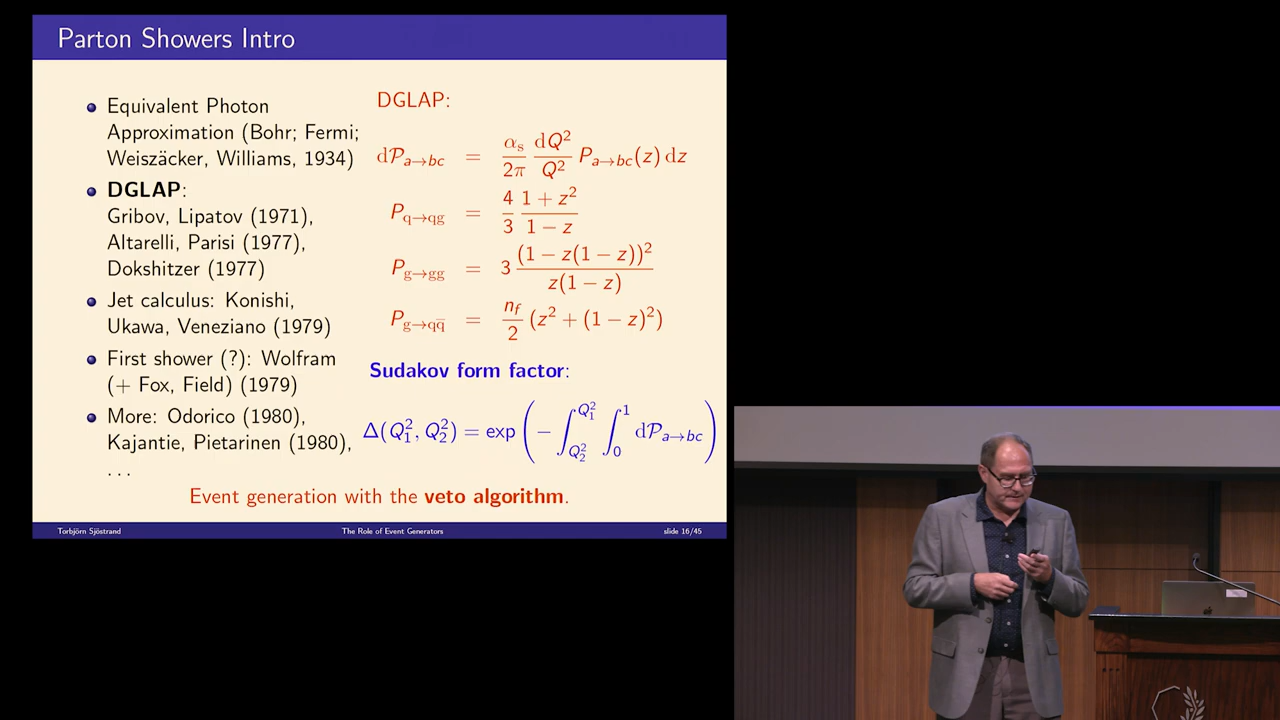 Parton Showers Intro
Equivalent Photon
Approximation (Bohr; Fermi;
Weiszäcker, Williams, 1934)
DGLAP:
Gribov, Lipatov (1971),
Altarelli, Parisi (1977),
Dokshitzer (1977)
Jet calculus: Konishi,
Ukawa, Veneziano (1979)
First shower (?): Wolfram
(+ Fox, Field) (1979)
More: Odorico (1980),
Kajantie, Pietarinen (1980),
...
DGLAP:
d𝒫_{a→bc} = α_s/2π dQ²/Q² P_{a→bc}(z) dz
P_{q→qg} = 4/3 (1 + z²)/(1 − z)
P_{g→gg} = 3 (1 − z(1 − z))²/(z(1 − z))
P_{g→qq̄} = n_f/2 (z² + (1 − z)²)
Sudakov form factor:
Δ(Q₁², Q₂²) = exp(−∫_{Q₂²}^{Q₁²} ∫_0^1 d𝒫_{a→bc})
Event generation with the veto algorithm.
Torbjörn Sjöstrand The Role of Event Generators slide 16/45